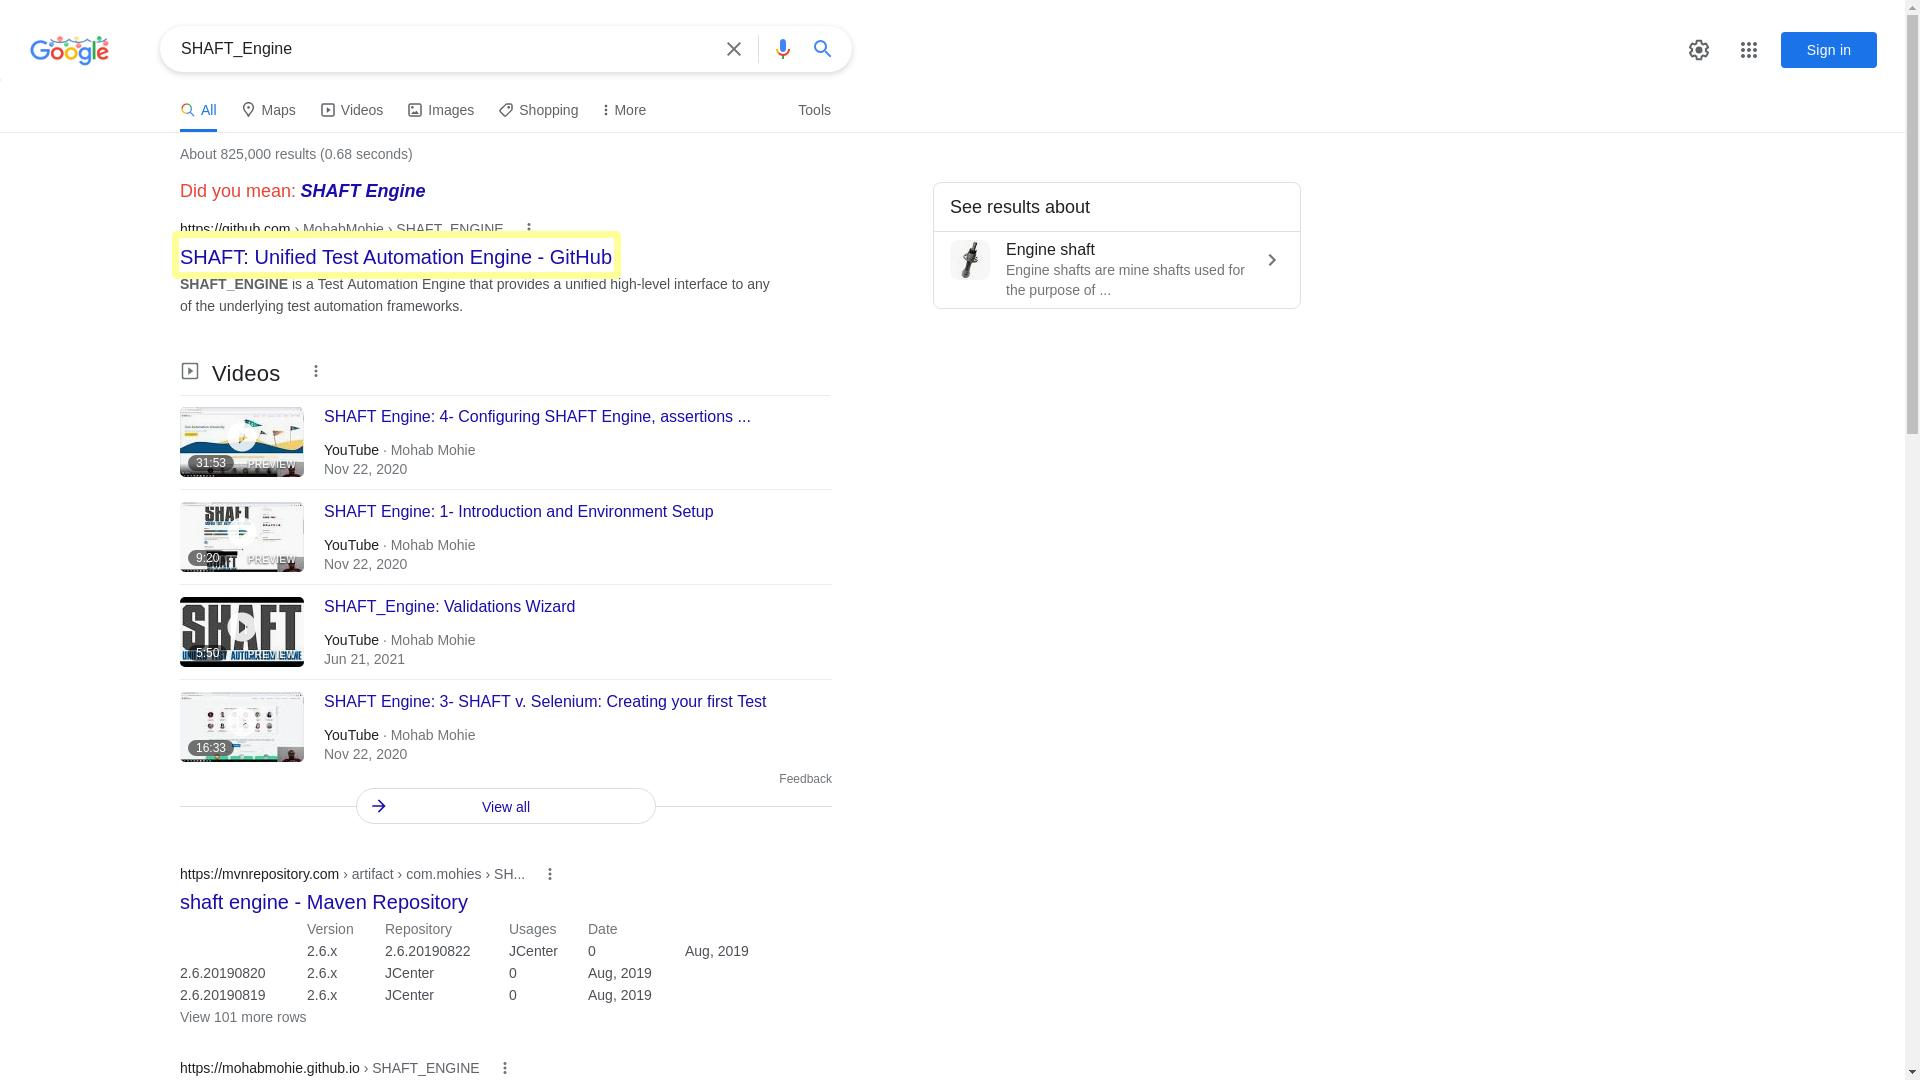 Google
SHAFT_Engine
Sign in
All
Maps
Videos
Images
Shopping
More
Tools
About 825,000 results (0.68 seconds)
Did you mean: SHAFT Engine
https://github.com › MohabMohie › SHAFT_ENGINE
SHAFT: Unified Test Automation Engine - GitHub
SHAFT_ENGINE is a Test Automation Engine that provides a unified high-level interface to any
of the underlying test automation frameworks.
See results about
Engine shaft
Engine shafts are mine shafts used for
the purpose of ...
Videos
SHAFT Engine: 4- Configuring SHAFT Engine, assertions ...
YouTube · Mohab Mohie
Nov 22, 2020
31:53
PREVIEW
SHAFT Engine: 1- Introduction and Environment Setup
YouTube · Mohab Mohie
Nov 22, 2020
SHAFT
9:20
PREVIEW
SHAFT_Engine: Validations Wizard
YouTube · Mohab Mohie
Jun 21, 2021
SHAFT
5:50
PREVIEW
SHAFT Engine: 3- SHAFT v. Selenium: Creating your first Test
YouTube · Mohab Mohie
Nov 22, 2020
16:33
Feedback
View all
https://mvnrepository.com › artifact › com.mohies › SH...
shaft engine - Maven Repository
Version Repository Usages Date
2.6.x 2.6.20190822 JCenter 0 Aug, 2019
2.6.20190820 2.6.x JCenter 0 Aug, 2019
2.6.20190819 2.6.x JCenter 0 Aug, 2019
View 101 more rows
https://mohabmohie.github.io › SHAFT_ENGINE